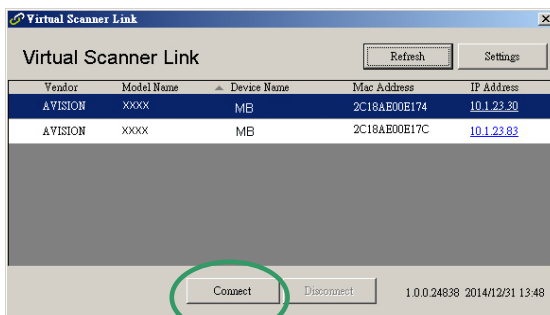 Virtual Scanner Link
Virtual Scanner Link Refresh Settings
Vendor Model Name Device Name Mac Address IP Address
AVISION XXXX MB 2C18AE00E174 10.1.23.30
AVISION XXXX MB 2C18AE00E17C 10.1.23.83
Connect Disconnect 1.0.0.24838 2014/12/31 13:48